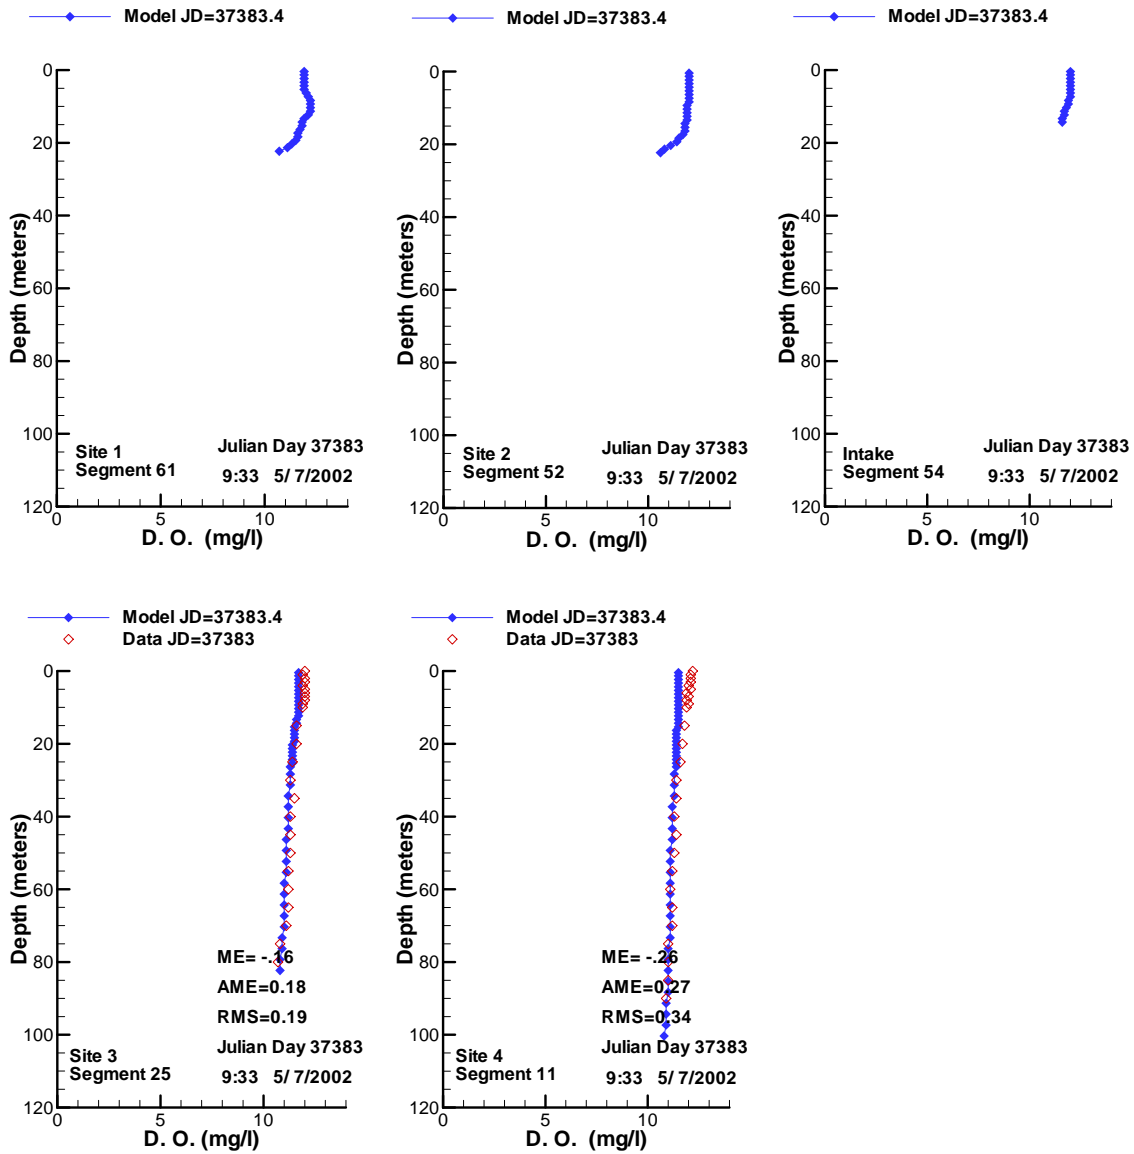 Model JD=37383.4
0
20
40
60
80
100
120
Depth (meters)
Site 1
Segment 61
Julian Day 37383
9:33 5/ 7/2002
0 5 10
D. O. (mg/l)
Model JD=37383.4
0
20
40
60
80
100
120
Depth (meters)
Site 2
Segment 52
Julian Day 37383
9:33 5/ 7/2002
0 5 10
D. O. (mg/l)
Model JD=37383.4
0
20
40
60
80
100
120
Depth (meters)
Intake
Segment 54
Julian Day 37383
9:33 5/ 7/2002
0 5 10
D. O. (mg/l)
Model JD=37383.4
Data JD=37383
0
20
40
60
80
100
120
Depth (meters)
ME= -.16
AME=0.18
RMS=0.19
Site 3
Segment 25
Julian Day 37383
9:33 5/ 7/2002
0 5 10
D. O. (mg/l)
Model JD=37383.4
Data JD=37383
0
20
40
60
80
100
120
Depth (meters)
ME= -.26
AME=0.27
RMS=0.34
Site 4
Segment 11
Julian Day 37383
9:33 5/ 7/2002
0 5 10
D. O. (mg/l)